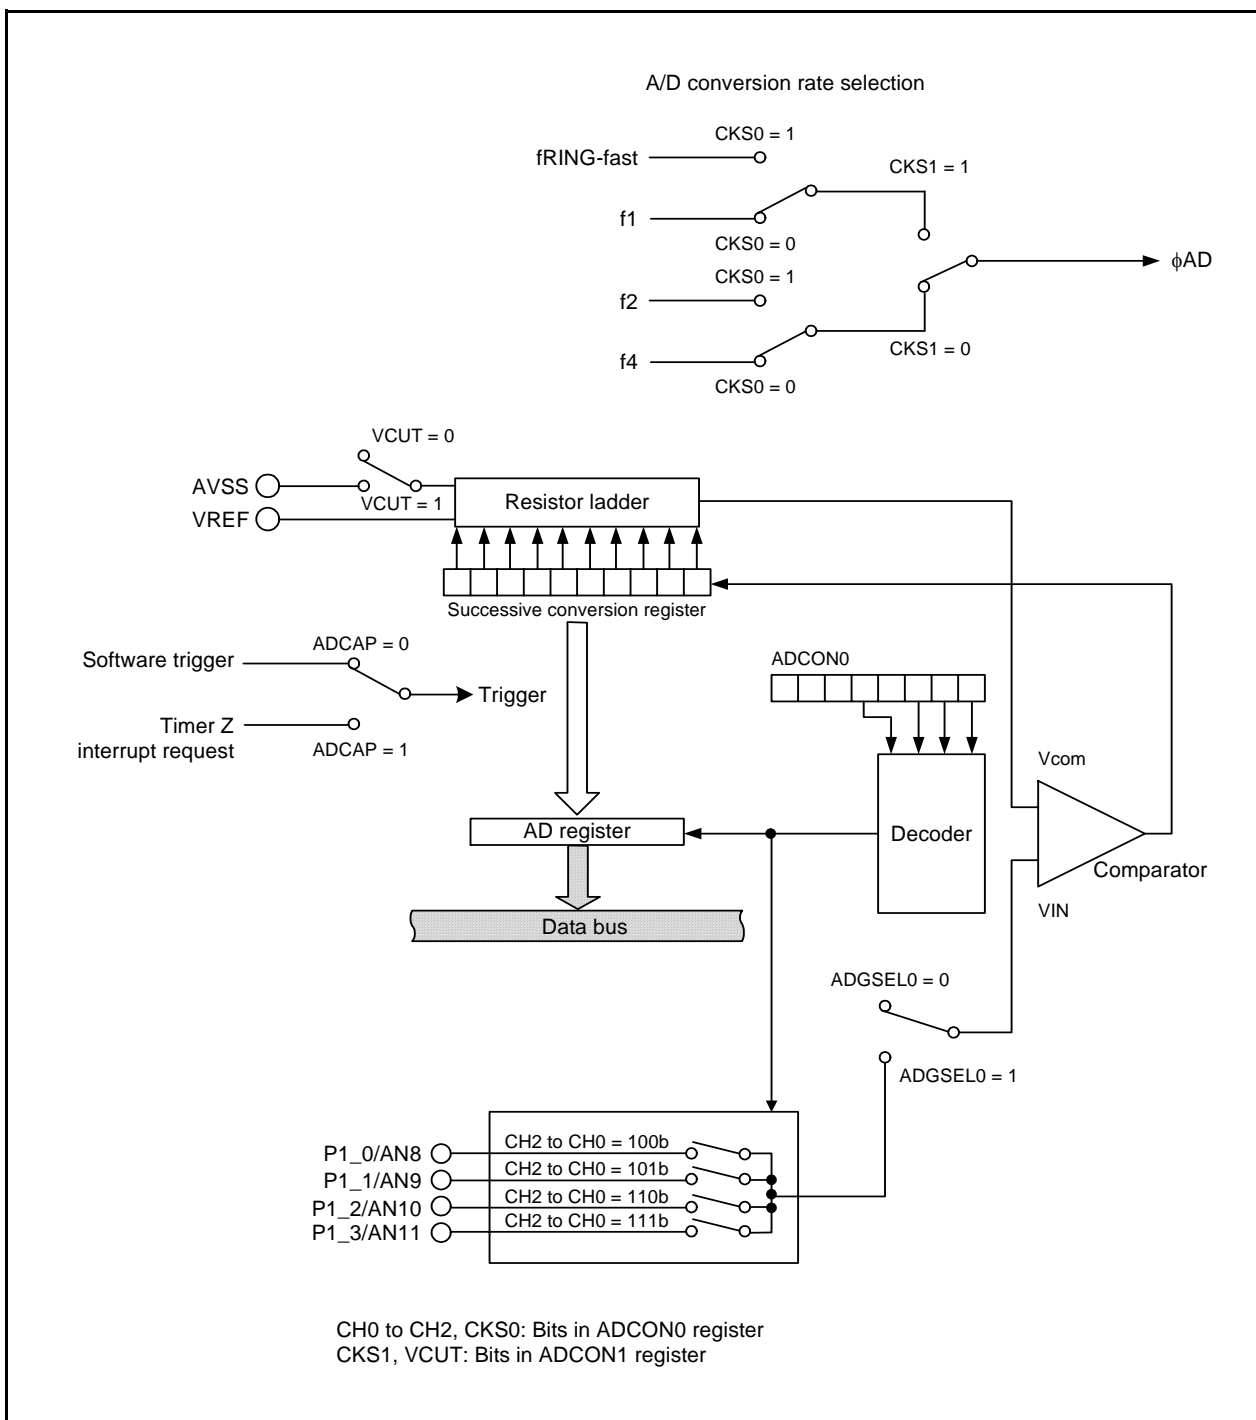 A/D conversion rate selection
CKS0 = 1
fRING-fast
CKS1 = 1
f1
CKS0 = 0
ϕAD
CKS0 = 1
f2
CKS1 = 0
f4
CKS0 = 0
VCUT = 0
AVSS
VCUT = 1
Resistor ladder
VREF
Successive conversion register
Software trigger
ADCAP = 0
Trigger
Timer Z
interrupt request
ADCAP = 1
ADCON0
Vcom
AD register
Decoder
Comparator
VIN
Data bus
ADGSEL0 = 0
ADGSEL0 = 1
P1_0/AN8
CH2 to CH0 = 100b
P1_1/AN9
CH2 to CH0 = 101b
P1_2/AN10
CH2 to CH0 = 110b
P1_3/AN11
CH2 to CH0 = 111b
CH0 to CH2, CKS0: Bits in ADCON0 register
CKS1, VCUT: Bits in ADCON1 register